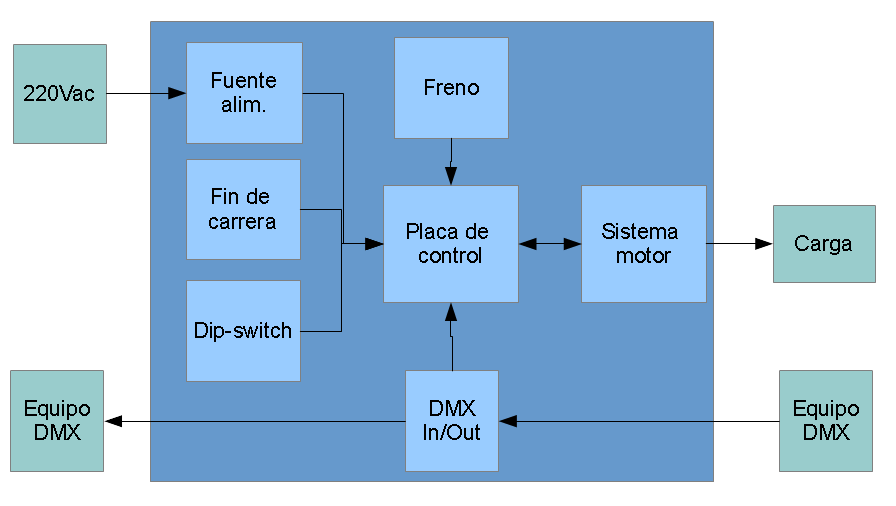 220Vac
Fuente
alim.
Freno
Fin de
carrera
Placa de
control
Sistema
motor
Carga
Dip-switch
Equipo
DMX
DMX
In/Out
Equipo
DMX